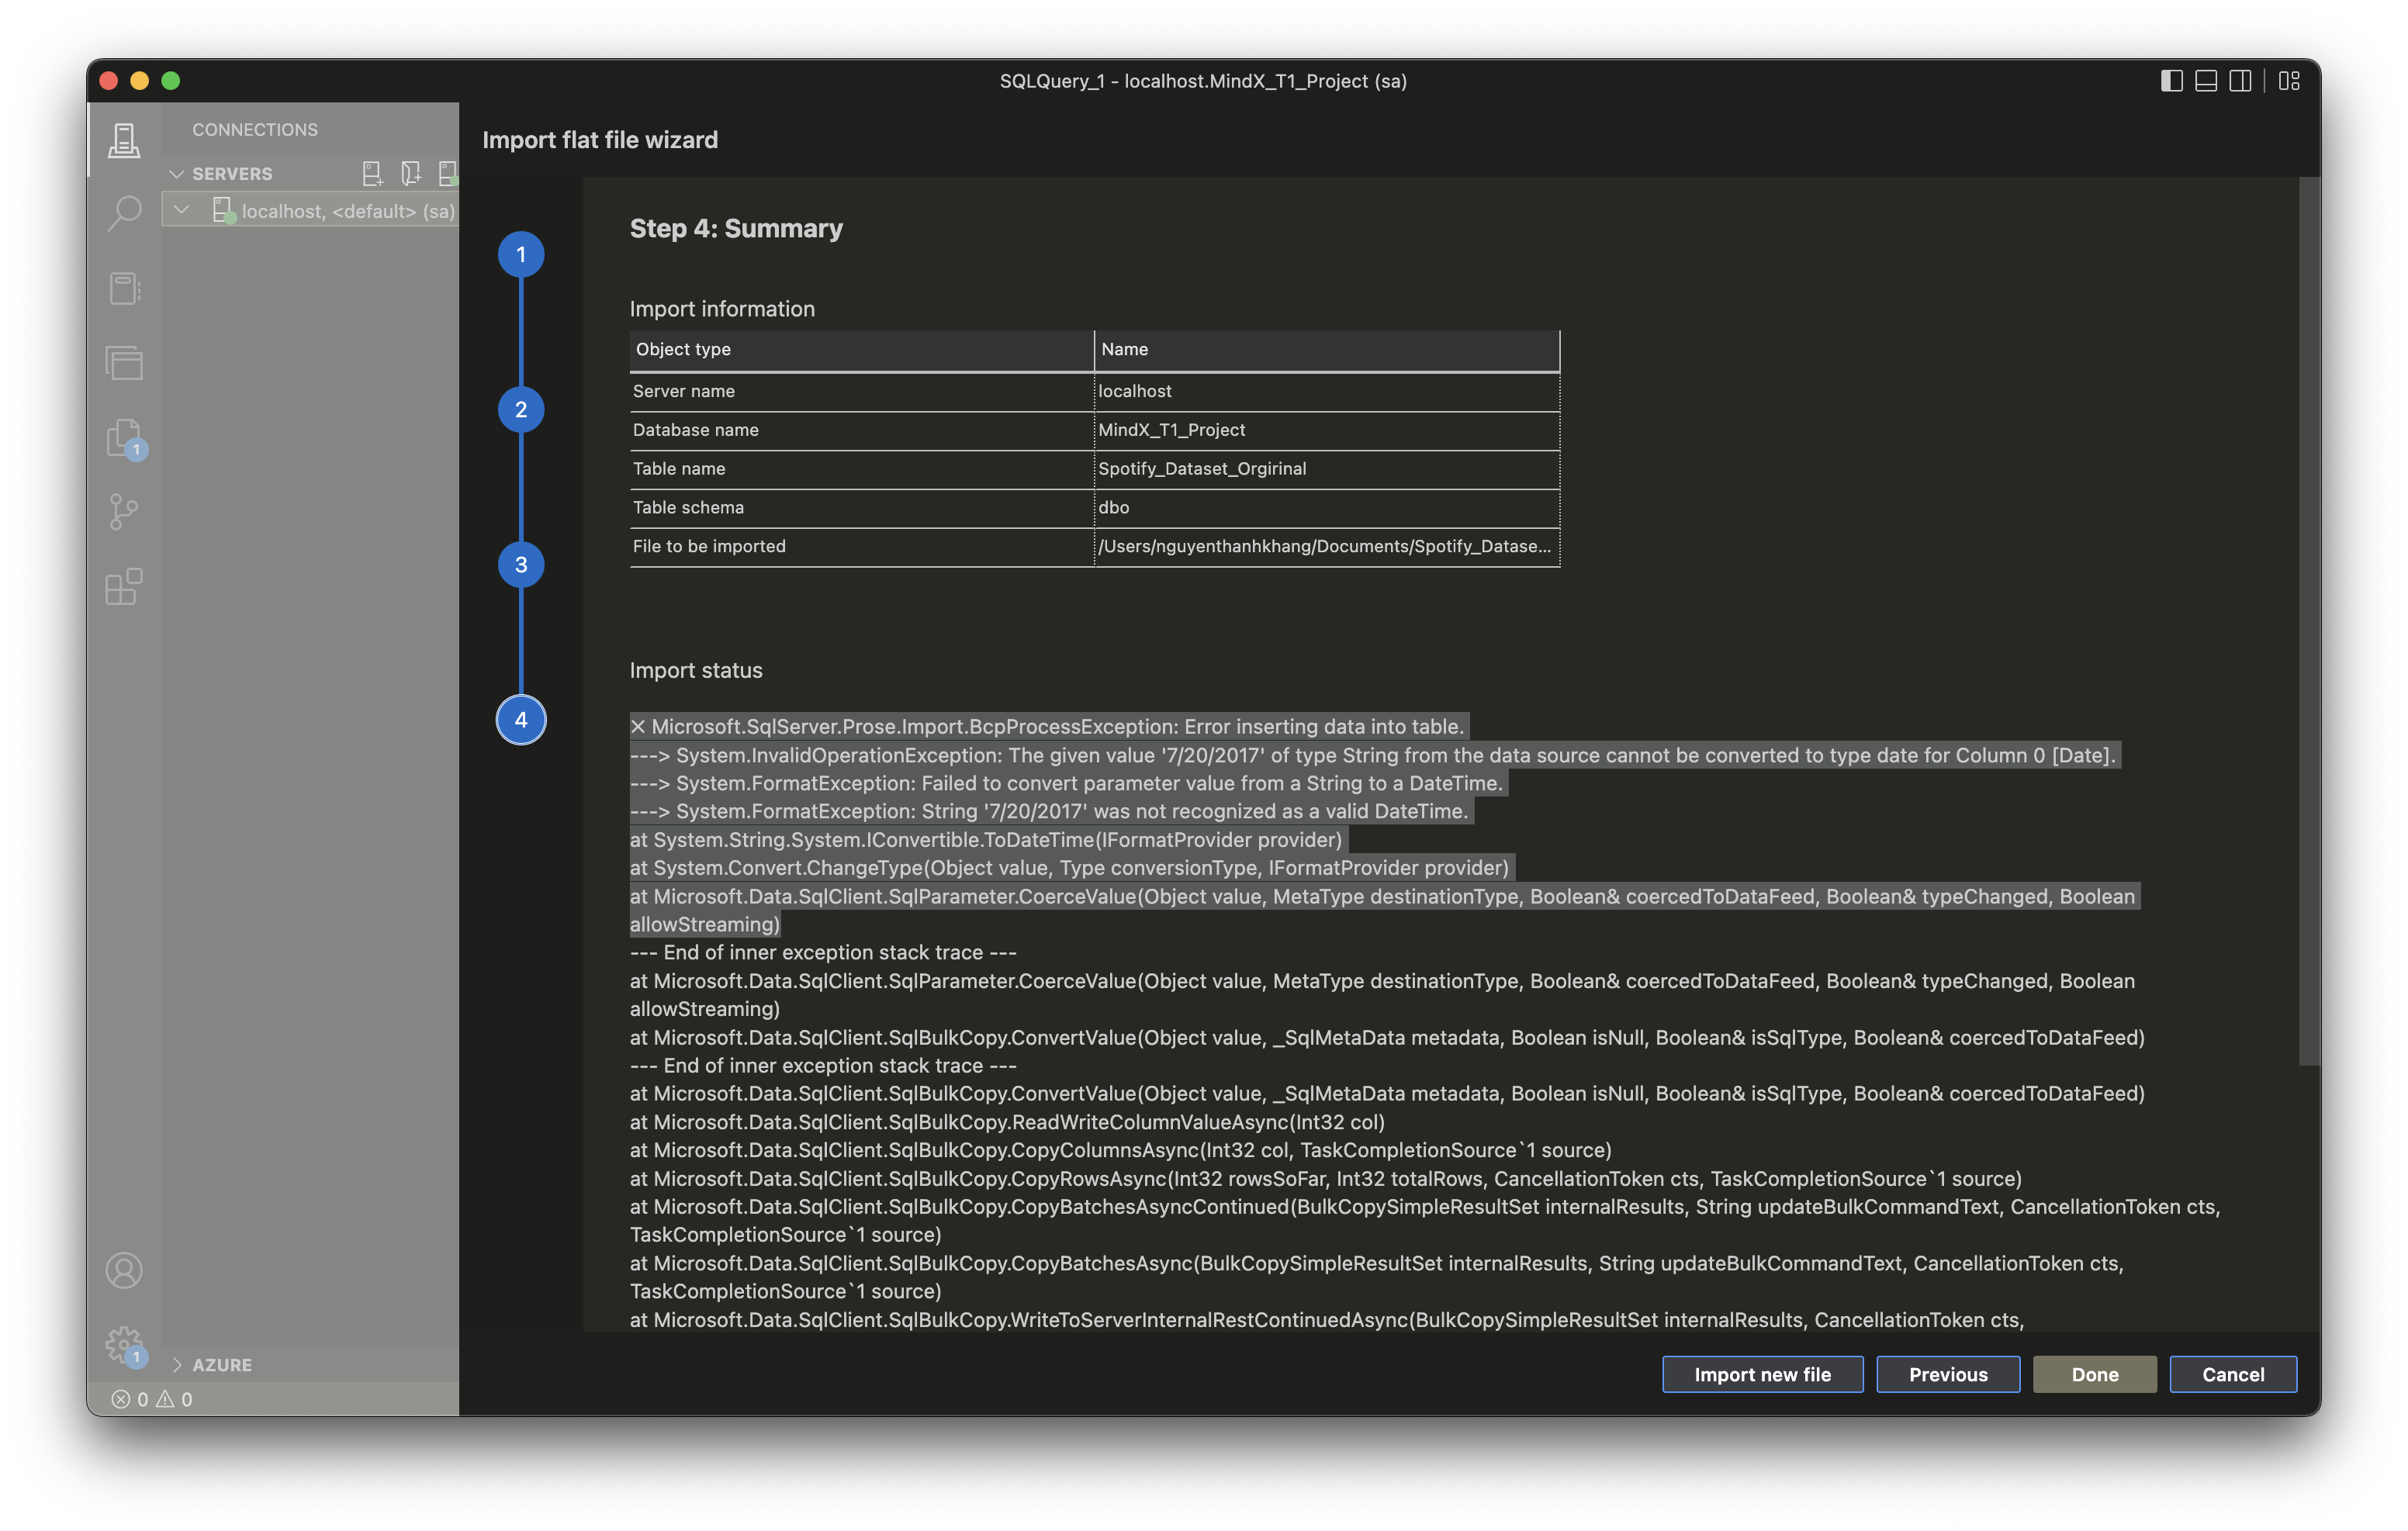 SQLQuery_1 - localhost.MindX_T1_Project (sa)
CONNECTIONS
SERVERS
localhost, <default> (sa)
1
AZURE
1
0 0
Import flat file wizard
1
2
3
4
Step 4: Summary
Import information
Object type Name
Server name localhost
Database name MindX_T1_Project
Table name Spotify_Dataset_Orgirinal
Table schema dbo
File to be imported /Users/nguyenthanhkhang/Documents/Spotify_Datase...
Import status
✕ Microsoft.SqlServer.Prose.Import.BcpProcessException: Error inserting data into table.
---> System.InvalidOperationException: The given value '7/20/2017' of type String from the data source cannot be converted to type date for Column 0 [Date].
---> System.FormatException: Failed to convert parameter value from a String to a DateTime.
---> System.FormatException: String '7/20/2017' was not recognized as a valid DateTime.
at System.String.System.IConvertible.ToDateTime(IFormatProvider provider)
at System.Convert.ChangeType(Object value, Type conversionType, IFormatProvider provider)
at Microsoft.Data.SqlClient.SqlParameter.CoerceValue(Object value, MetaType destinationType, Boolean& coercedToDataFeed, Boolean& typeChanged, Boolean
allowStreaming)
--- End of inner exception stack trace ---
at Microsoft.Data.SqlClient.SqlParameter.CoerceValue(Object value, MetaType destinationType, Boolean& coercedToDataFeed, Boolean& typeChanged, Boolean
allowStreaming)
at Microsoft.Data.SqlClient.SqlBulkCopy.ConvertValue(Object value, _SqlMetaData metadata, Boolean isNull, Boolean& isSqlType, Boolean& coercedToDataFeed)
--- End of inner exception stack trace ---
at Microsoft.Data.SqlClient.SqlBulkCopy.ConvertValue(Object value, _SqlMetaData metadata, Boolean isNull, Boolean& isSqlType, Boolean& coercedToDataFeed)
at Microsoft.Data.SqlClient.SqlBulkCopy.ReadWriteColumnValueAsync(Int32 col)
at Microsoft.Data.SqlClient.SqlBulkCopy.CopyColumnsAsync(Int32 col, TaskCompletionSource`1 source)
at Microsoft.Data.SqlClient.SqlBulkCopy.CopyRowsAsync(Int32 rowsSoFar, Int32 totalRows, CancellationToken cts, TaskCompletionSource`1 source)
at Microsoft.Data.SqlClient.SqlBulkCopy.CopyBatchesAsyncContinued(BulkCopySimpleResultSet internalResults, String updateBulkCommandText, CancellationToken cts,
TaskCompletionSource`1 source)
at Microsoft.Data.SqlClient.SqlBulkCopy.CopyBatchesAsync(BulkCopySimpleResultSet internalResults, String updateBulkCommandText, CancellationToken cts,
TaskCompletionSource`1 source)
at Microsoft.Data.SqlClient.SqlBulkCopy.WriteToServerInternalRestContinuedAsync(BulkCopySimpleResultSet internalResults, CancellationToken cts,
Import new file Previous Done Cancel